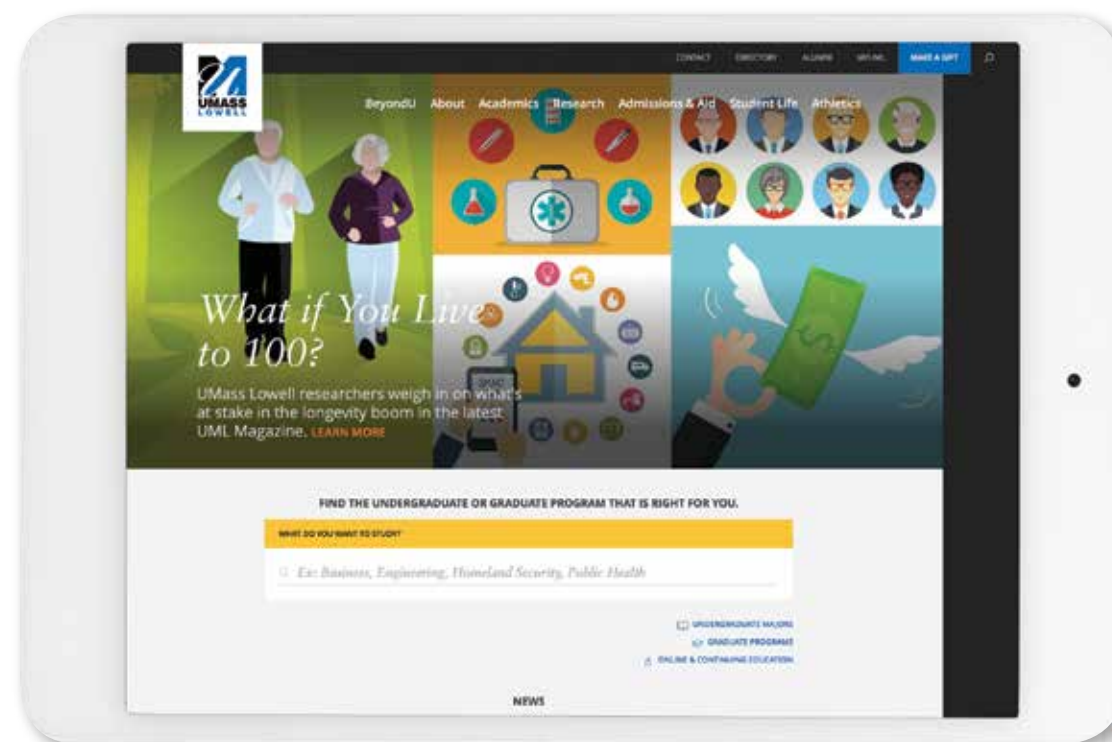 CONTACT DIRECTORY ALUMNI MAKE A GIFT
UMASS
LOWELL
BeyondU About Academics Research Admissions & Aid Student Life Athletics
What if You Live
to 100?
UMass Lowell researchers weigh in on what's
at stake in the longevity boom in the latest
UML Magazine. LEARN MORE
SMART
FIND THE UNDERGRADUATE OR GRADUATE PROGRAM THAT IS RIGHT FOR YOU.
WHAT DO YOU WANT TO STUDY?
Ex: Business, Engineering, Homeland Security, Public Health
UNDERGRADUATE MAJORS
GRADUATE PROGRAMS
ONLINE & CONTINUING EDUCATION
NEWS